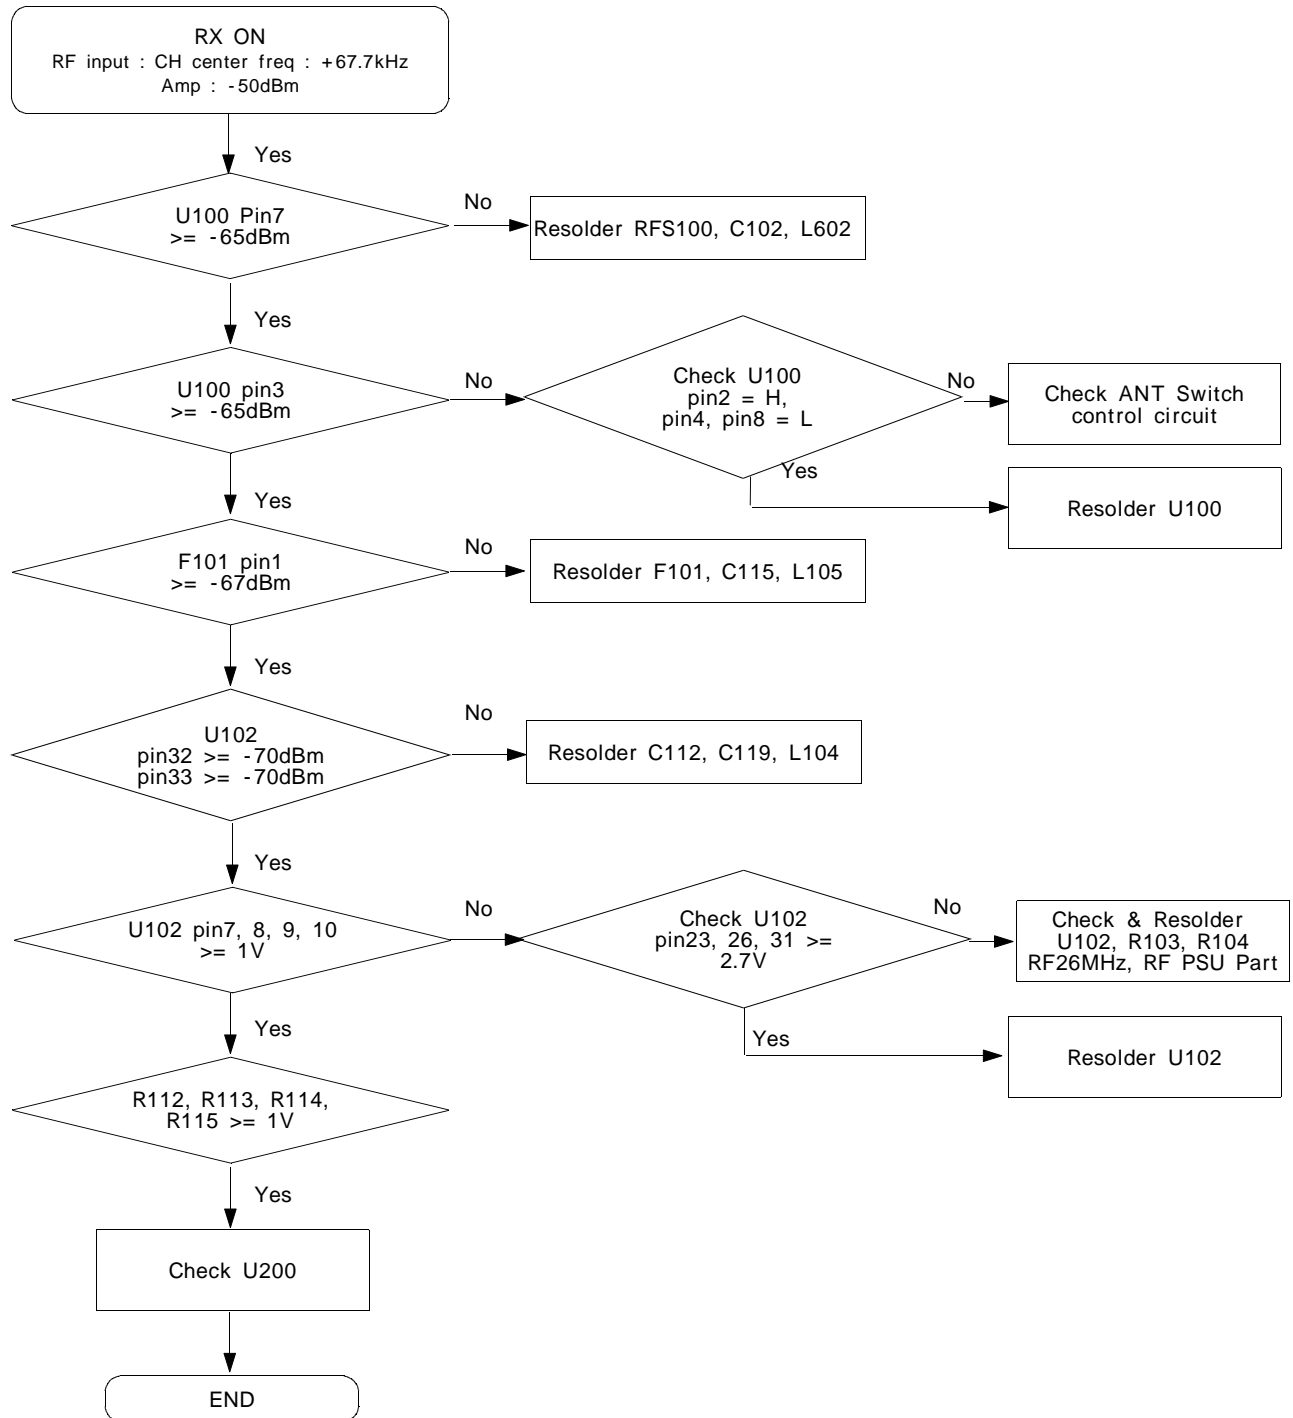 RX ON
RF input : CH center freq : +67.7kHz
Amp : -50dBm
Yes
U100 Pin7
>= -65dBm
No
Resolder RFS100, C102, L602
Yes
U100 pin3
>= -65dBm
No
Check U100
pin2 = H,
pin4, pin8 = L
No
Check ANT Switch
control circuit
Yes
Resolder U100
Yes
F101 pin1
>= -67dBm
No
Resolder F101, C115, L105
Yes
U102
pin32 >= -70dBm
pin33 >= -70dBm
No
Resolder C112, C119, L104
Yes
U102 pin7, 8, 9, 10
>= 1V
No
Check U102
pin23, 26, 31 >=
2.7V
No
Check & Resolder
U102, R103, R104
RF26MHz, RF PSU Part
Yes
Resolder U102
Yes
R112, R113, R114,
R115 >= 1V
Yes
Check U200
END